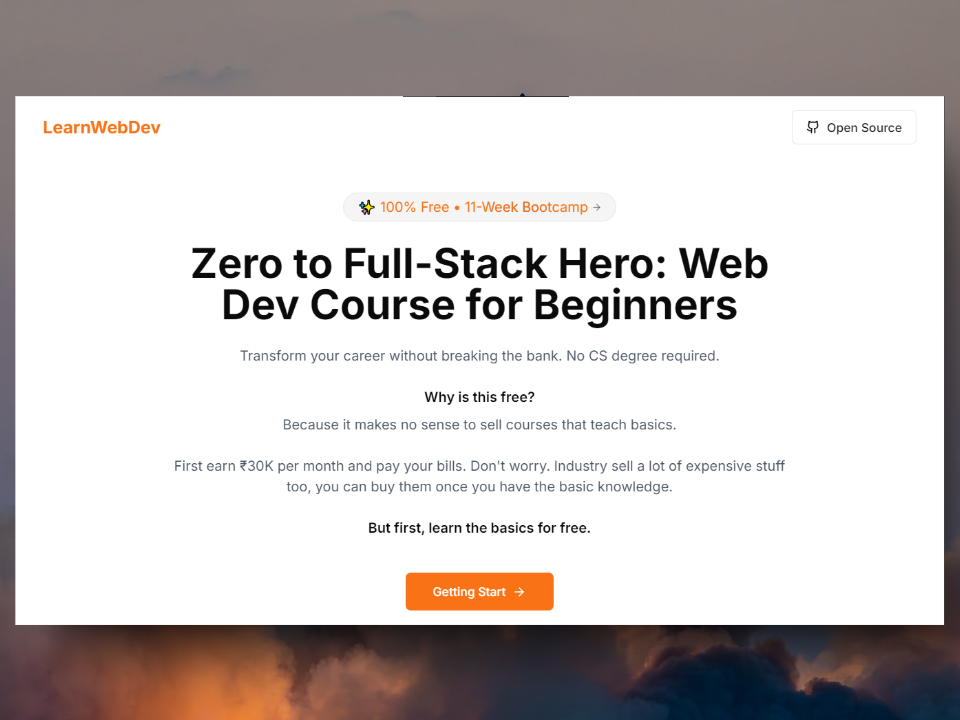 LearnWebDev
Open Source
✨ 100% Free • 11-Week Bootcamp →
Zero to Full-Stack Hero: Web
Dev Course for Beginners
Transform your career without breaking the bank. No CS degree required.
Why is this free?
Because it makes no sense to sell courses that teach basics.
First earn ₹30K per month and pay your bills. Don't worry. Industry sell a lot of expensive stuff
too, you can buy them once you have the basic knowledge.
But first, learn the basics for free.
Getting Start →